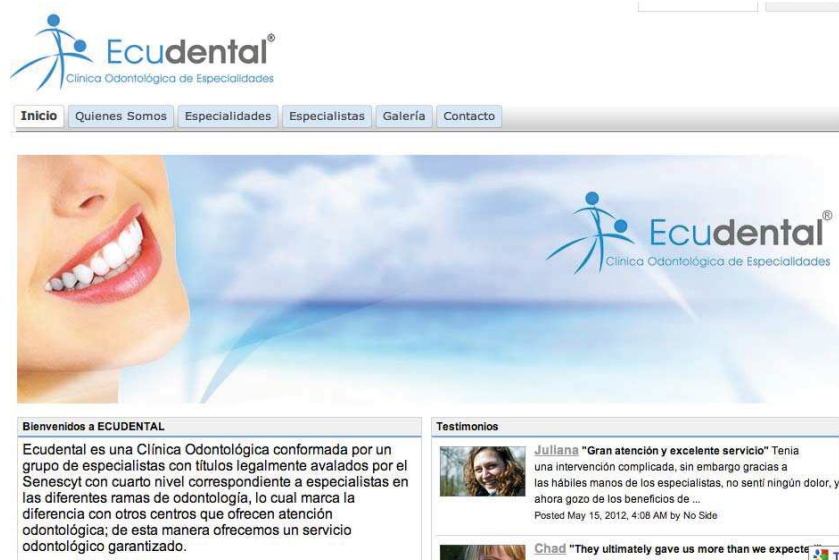 Ecudental®
Clínica Odontológica de Especialidades
Inicio Quienes Somos Especialidades Especialistas Galería Contacto
Ecudental®
Clínica Odontológica de Especialidades
Bienvenidos a ECUDENTAL
Ecudental es una Clínica Odontológica conformada por un
grupo de especialistas con títulos legalmente avalados por el
Senescyt con cuarto nivel correspondiente a especialistas en
las diferentes ramas de odontología, lo cual marca la
diferencia con otros centros que ofrecen atención
odontológica; de esta manera ofrecemos un servicio
odontológico garantizado.
Testimonios
Juliana "Gran atención y excelente servicio" Tenia
una intervención complicada, sin embargo gracias a
las hábiles manos de los especialistas, no sentí ningún dolor, y
ahora gozo de los beneficios de ...
Posted May 15, 2012, 4:08 AM by No Side
Chad "They ultimately gave us more than we expecte